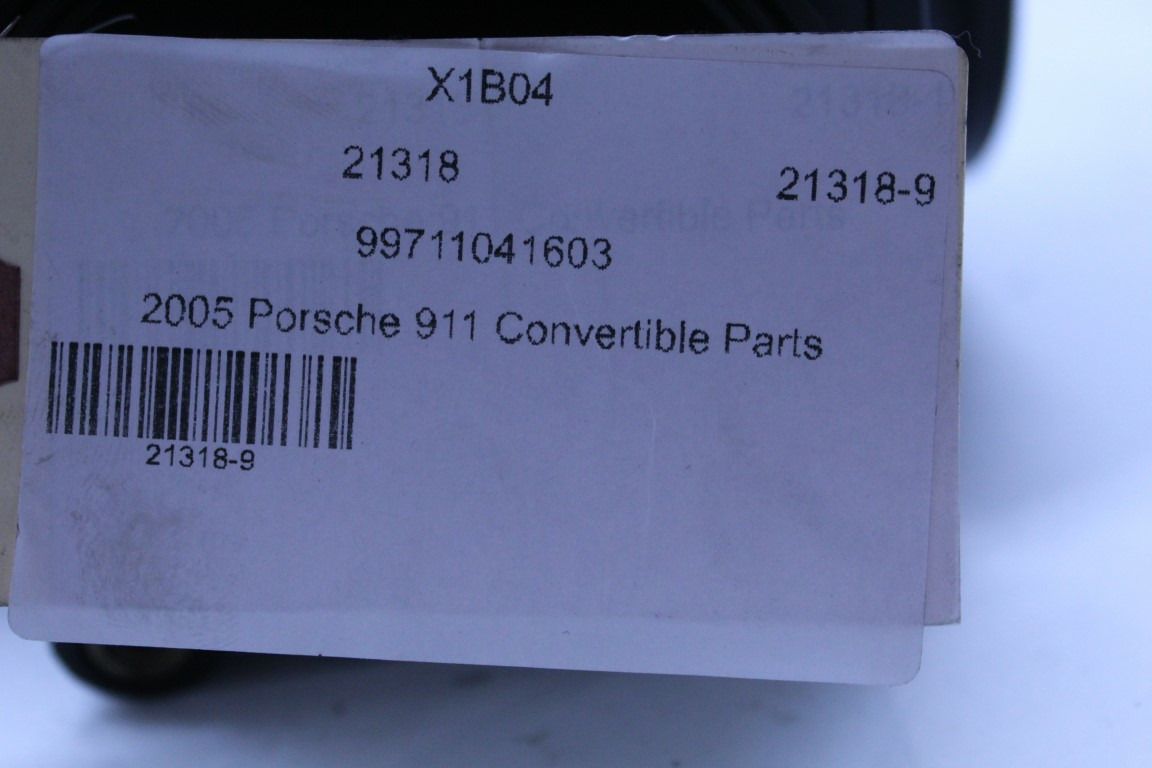 X1B04
21318
21318-9
99711041603
2005 Porsche 911 Convertible Parts
21318-9